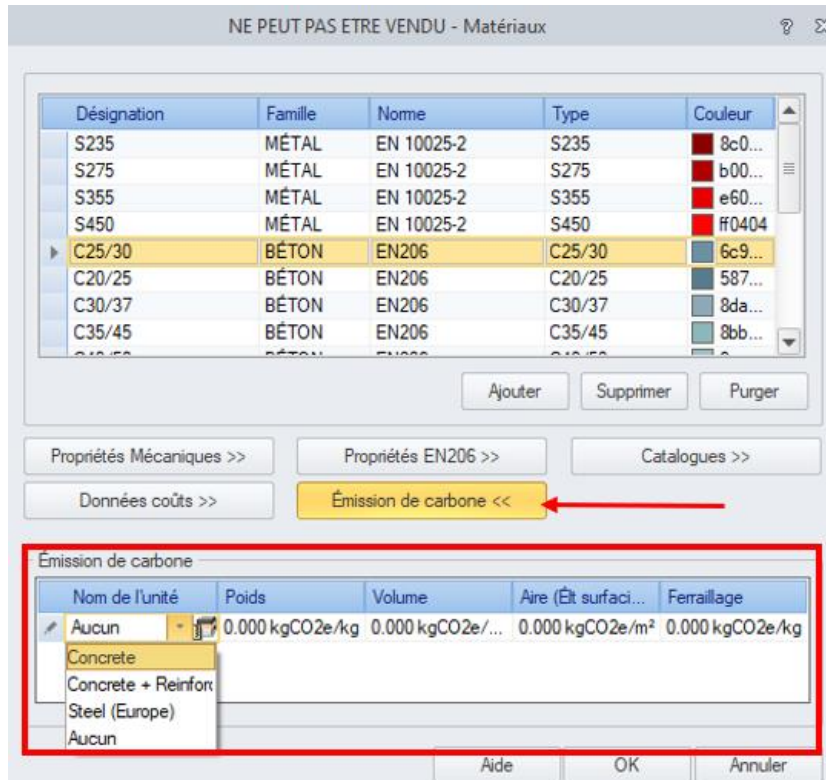 NE PEUT PAS ETRE VENDU - Matériaux
Désignation Famille Norme Type Couleur
S235 MÉTAL EN 10025-2 S235 8c0...
S275 MÉTAL EN 10025-2 S275 b00...
S355 MÉTAL EN 10025-2 S355 e60...
S450 MÉTAL EN 10025-2 S450 ff0404
C25/30 BÉTON EN206 C25/30 6c9...
C20/25 BÉTON EN206 C20/25 587...
C30/37 BÉTON EN206 C30/37 8da...
C35/45 BÉTON EN206 C35/45 8bb...
Ajouter Supprimer Purger
Propriétés Mécaniques >> Propriétés EN206 >> Catalogues >>
Données coûts >> Émission de carbone <<
Émission de carbone
Nom de l'unité Poids Volume Aire (Élt surfaci... Ferraillage
Aucun 0.000 kgCO2e/kg 0.000 kgCO2e/... 0.000 kgCO2e/m² 0.000 kgCO2e/kg
Concrete
Concrete + Reinforc
Steel (Europe)
Aucun
Aide OK Annuler